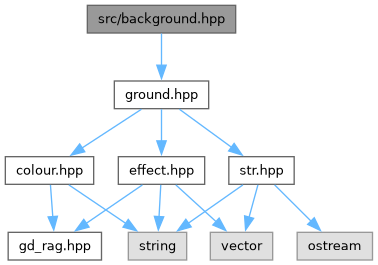 src/background.hpp
ground.hpp
colour.hpp
effect.hpp
str.hpp
gd_rag.hpp
string
vector
ostream